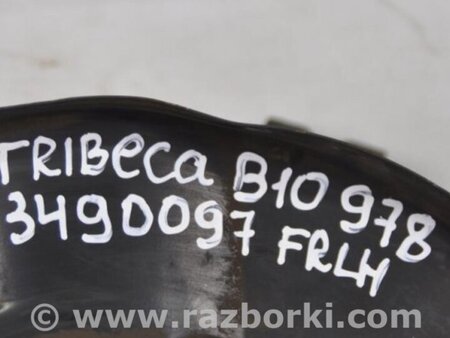 TRIBECA B10 978
3490097 FRLH
© www.razborki.com